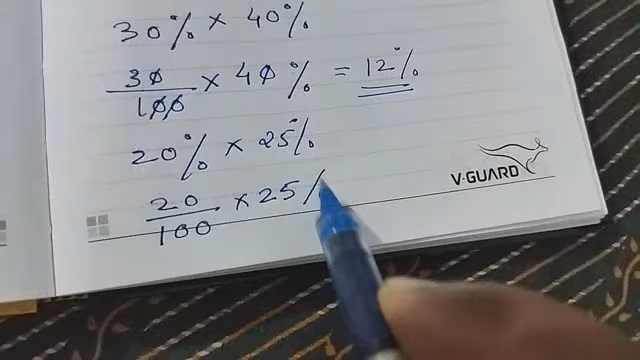 30% × 40%
30/100 × 40% = 12%
20% × 25%
20/100 × 25/
V-GUARD